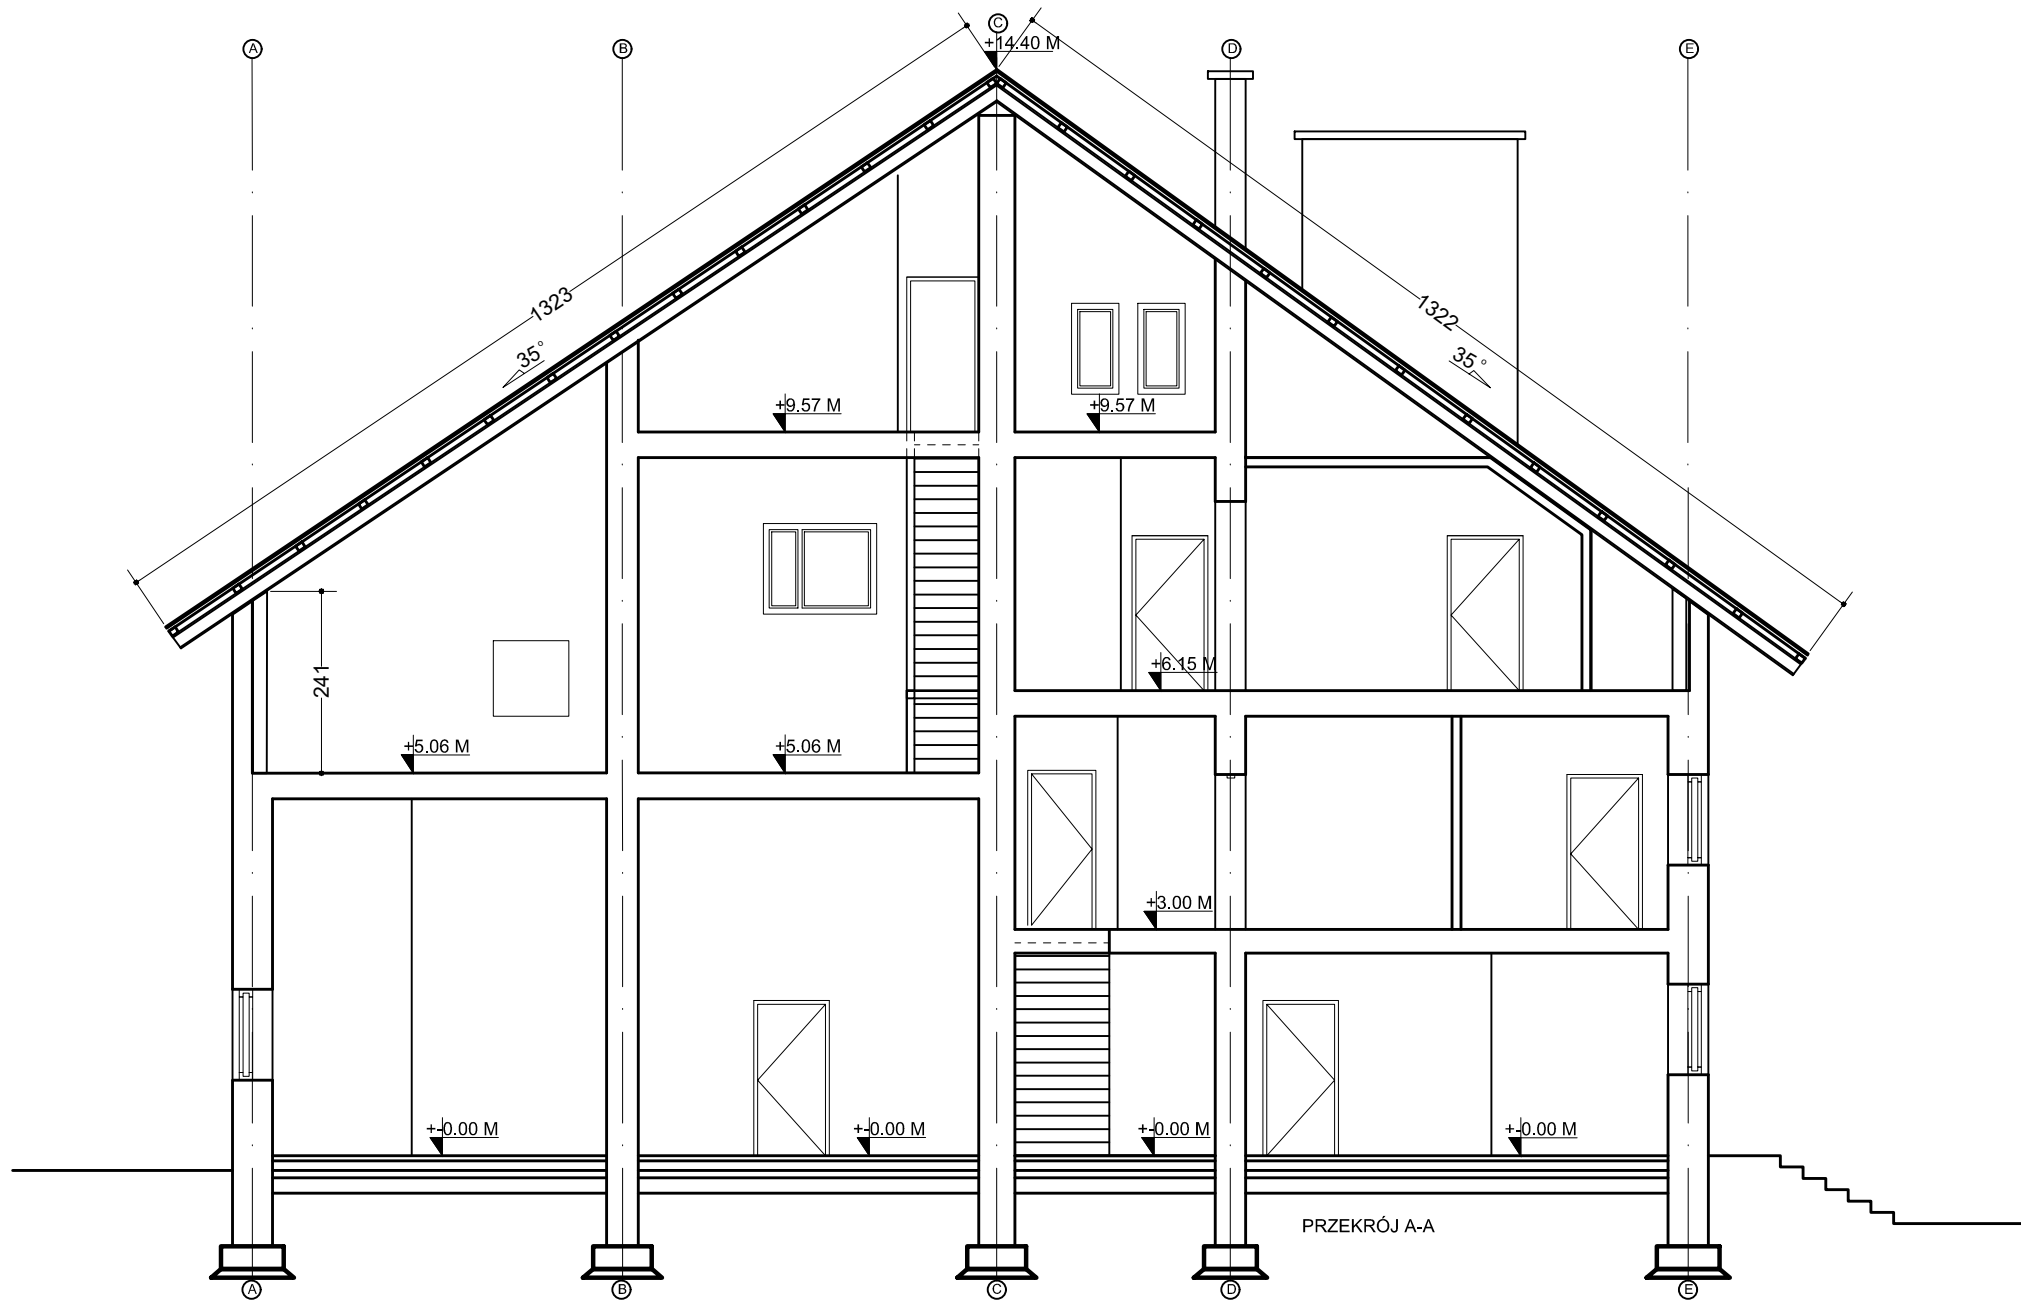 C
A
B
D
E
+14.40 M
1323
1322
35°
35°
+9.57 M
+9.57 M
+6.15 M
241
+5.06 M
+5.06 M
+3.00 M
+-0.00 M
+-0.00 M
+-0.00 M
+-0.00 M
PRZEKRÓJ A-A
A
B
C
D
E